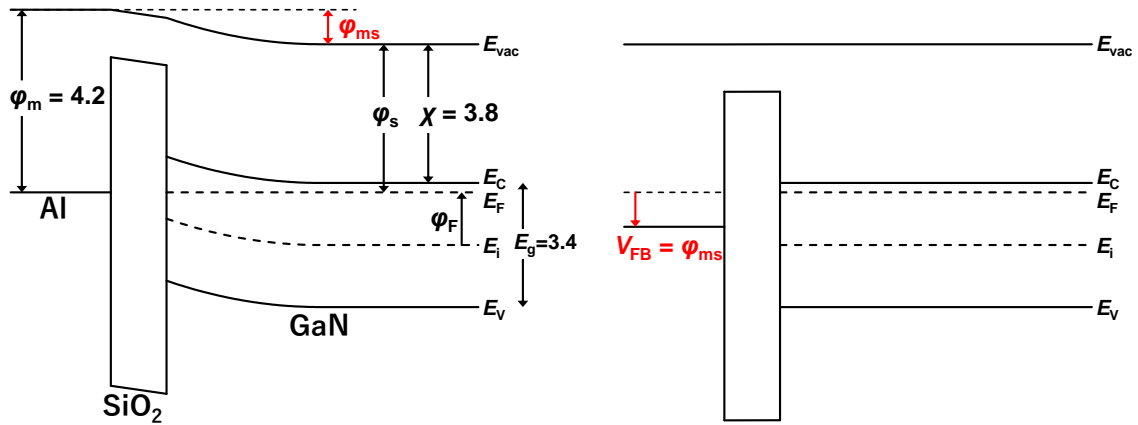 φms
Evac
φm = 4.2
φs
χ = 3.8
EC
EF
Al
φF
Ei
Eg=3.4
EV
GaN
SiO2
Evac
EC
EF
VFB = φms
Ei
EV